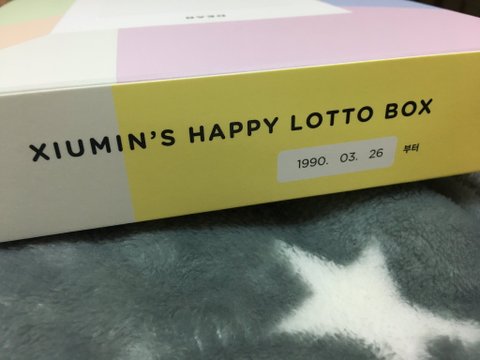 XIUMIN'S HAPPY LOTTO BOX
1990. 03. 26 부터